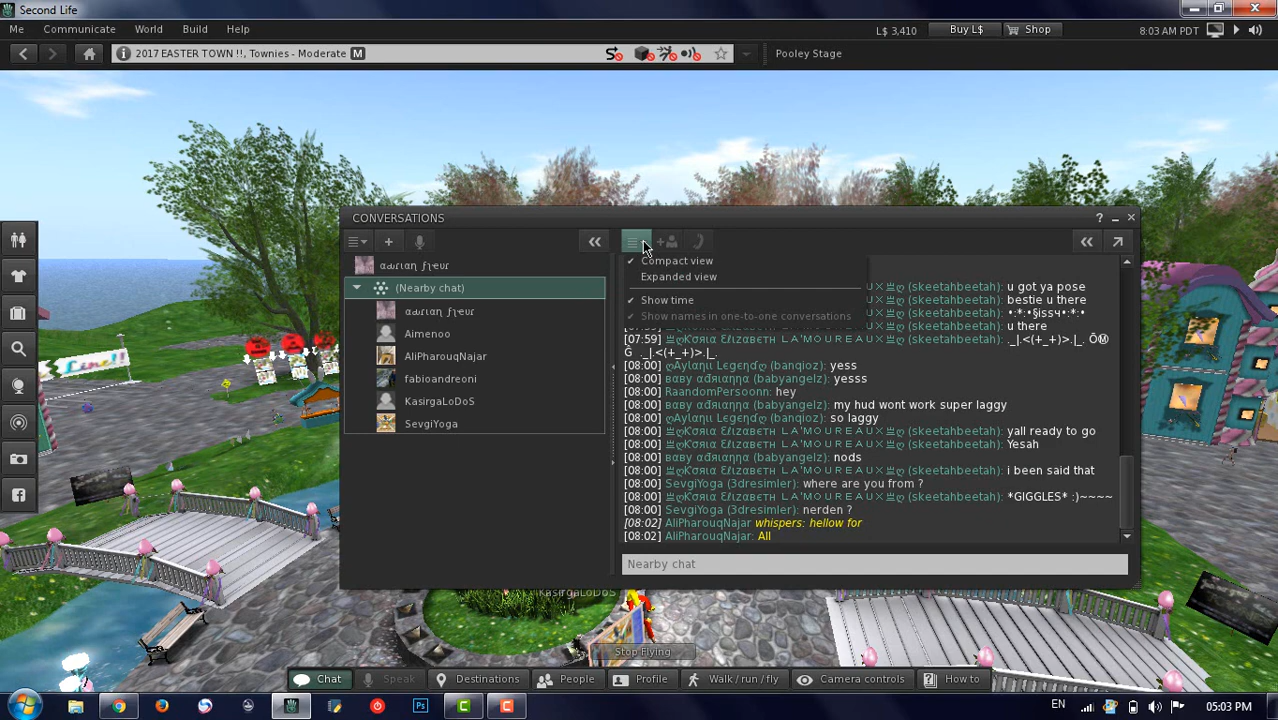 Second Life
Me Communicate World Build Help
L$ 3,410 Buy L$ Shop 8:03 AM PDT
2017 EASTER TOWN !!, Townies - Moderate M
Pooley Stage
CONVERSATIONS
(Nearby chat)
Aimenoo
AliPharouqNajar
fabioandreoni
KasirgaLoDoS
SevgiYoga
Compact view
Expanded view
Show time
Show names in one-to-one conversations
(skeetahbeetah): u got ya pose
(skeetahbeetah): bestie u there
(skeetahbeetah):
(skeetahbeetah): u there
[07:59] (skeetahbeetah):
[08:00] (banqioz): yess
[08:00] (babyangelz): yesss
[08:00] RaandomPersoonn: hey
[08:00] (babyangelz): my hud wont work super laggy
[08:00] (banqioz): so laggy
[08:00] (skeetahbeetah): yall ready to go
[08:00] (skeetahbeetah): Yesah
[08:00] (babyangelz): nods
[08:00] (skeetahbeetah): i been said that
[08:00] SevgiYoga (3dresimler): where are you from ?
[08:00] (skeetahbeetah): *GIGGLES* :)~~~~
[08:00] SevgiYoga (3dresimler): nerden ?
[08:02] AliPharouqNajar whispers: hellow for
[08:02] AliPharouqNajar: All
Nearby chat
KasirgaLoDoS
Stop Flying
Chat Speak Destinations People Profile Walk / run / fly Camera controls How to
EN 05:03 PM